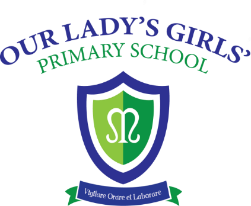 OUR LADY'S GIRLS'
PRIMARY SCHOOL
M
Vigilare Orare et Laborare